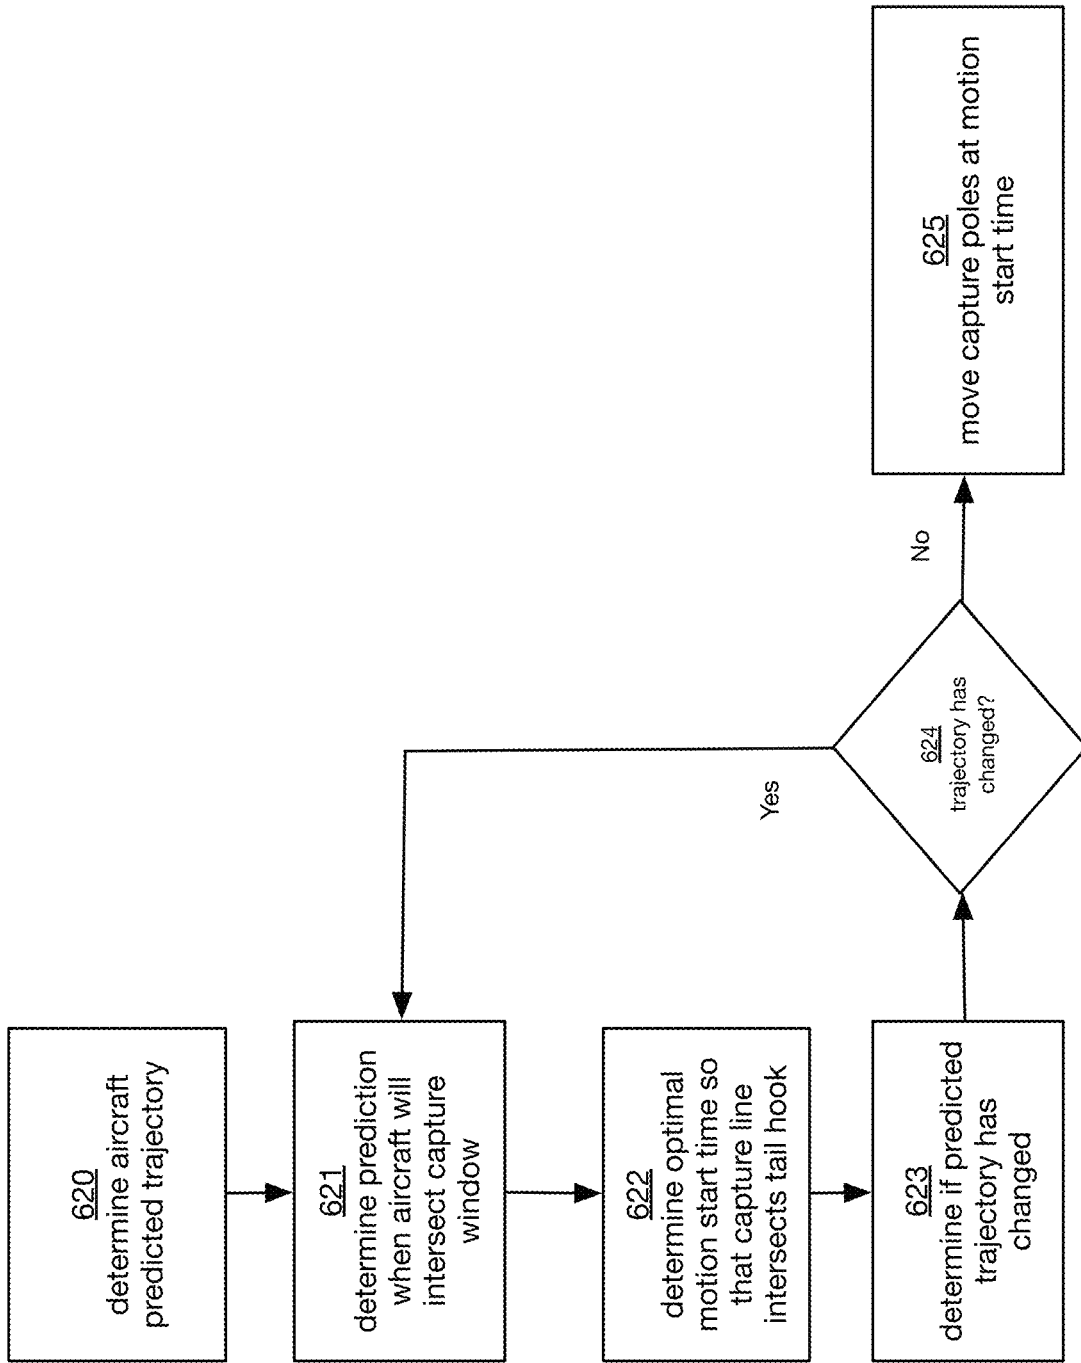 620
determine aircraft
predicted trajectory
621
determine prediction
when aircraft will
intersect capture
window
622
determine optimal
motion start time so
that capture line
intersects tail hook
623
determine if predicted
trajectory has
changed
624
trajectory has
changed?
Yes
No
625
move capture poles at motion
start time